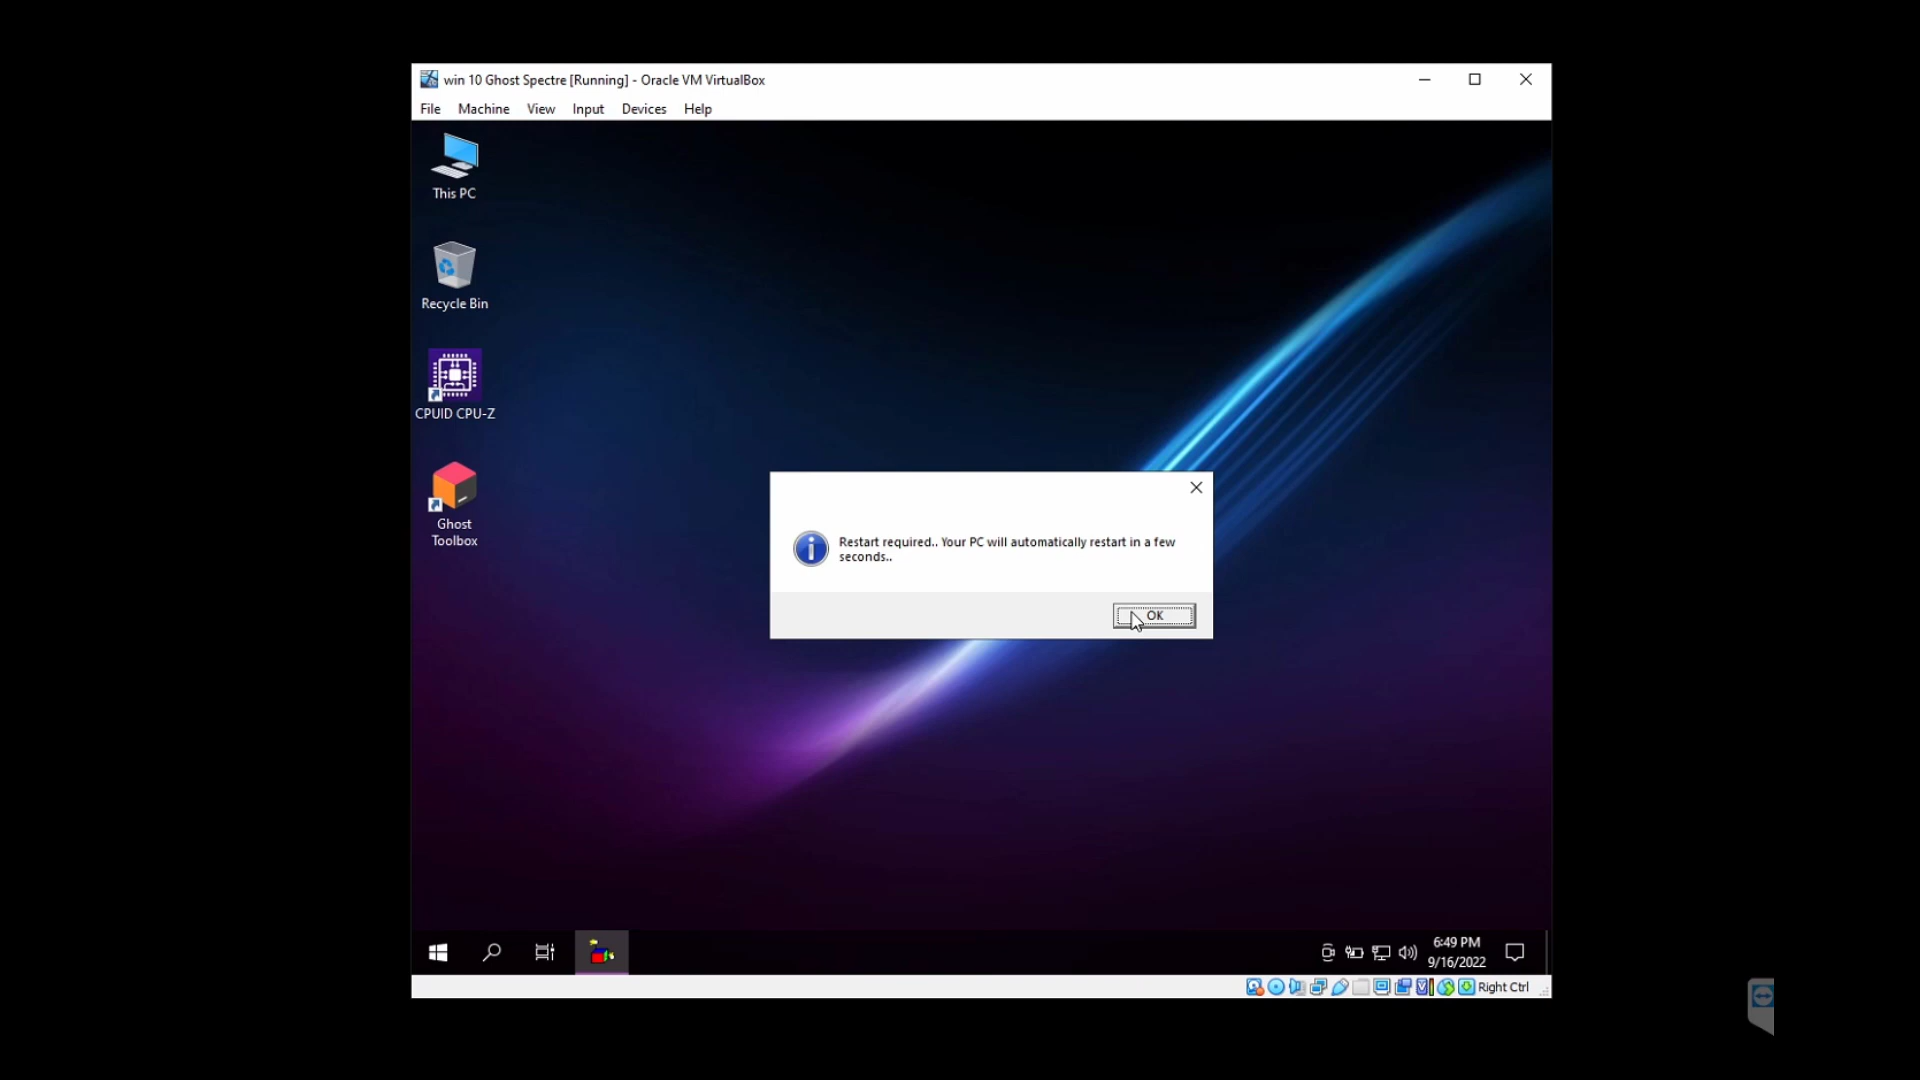 win 10 Ghost Spectre [Running] - Oracle VM VirtualBox
File Machine View Input Devices Help
This PC
Recycle Bin
CPUID CPU-Z
Ghost
Toolbox
Restart required.. Your PC will automatically restart in a few
seconds..
OK
6:49 PM
9/16/2022
Right Ctrl